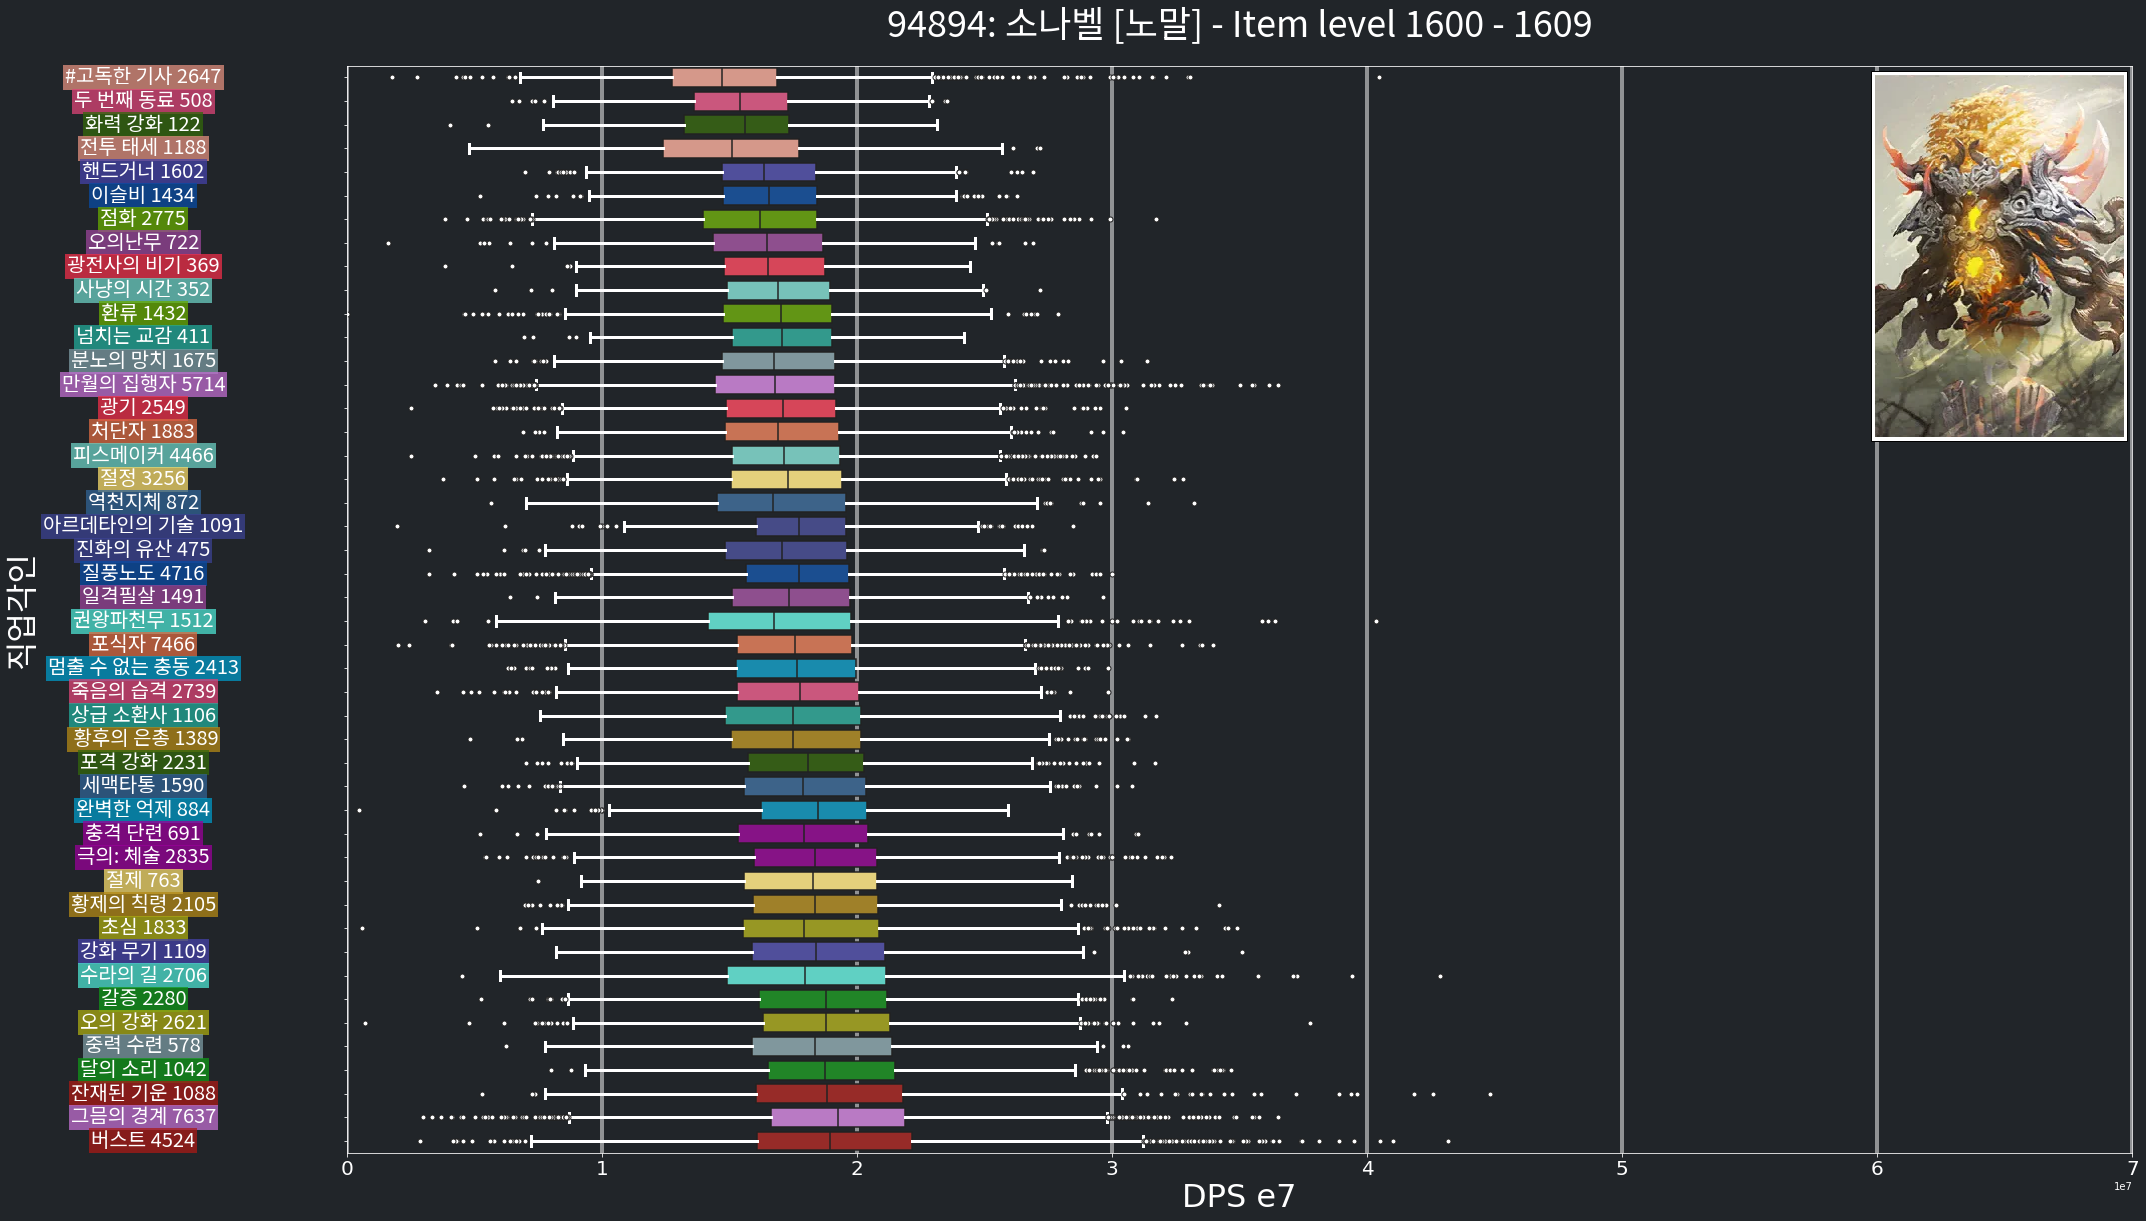 94894: 소나벨 [노말] - Item level 1600 - 1609
#고독한 기사 2647
두 번째 동료 508
화력 강화 122
전투 태세 1188
핸드거너 1602
이슬비 1434
점화 2775
오의난무 722
광전사의 비기 369
사냥의 시간 352
환류 1432
넘치는 교감 411
분노의 망치 1675
만월의 집행자 5714
광기 2549
처단자 1883
피스메이커 4466
절정 3256
역천지체 872
아르데타인의 기술 1091
진화의 유산 475
질풍노도 4716
일격필살 1491
권왕파천무 1512
포식자 7466
멈출 수 없는 충동 2413
죽음의 습격 2739
상급 소환사 1106
황후의 은총 1389
포격 강화 2231
세맥타통 1590
완벽한 억제 884
충격 단련 691
극의: 체술 2835
절제 763
황제의 칙령 2105
초심 1833
강화 무기 1109
수라의 길 2706
갈증 2280
오의 강화 2621
중력 수련 578
달의 소리 1042
잔재된 기운 1088
그믐의 경계 7637
버스트 4524
직업각인
0 1 2 3 4 5 6 7
DPS e7
1e7